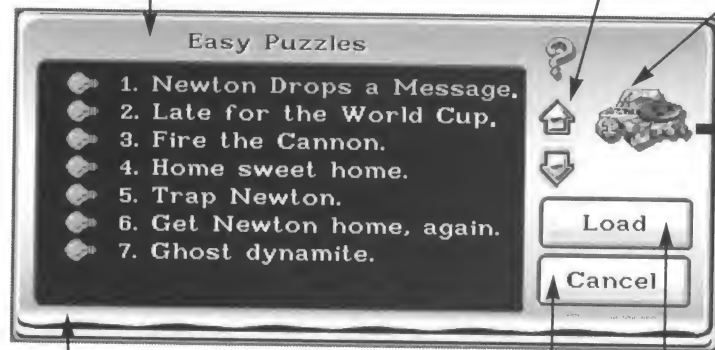 Easy Puzzles
1. Newton Drops a Message.
2. Late for the World Cup.
3. Fire the Cannon.
4. Home sweet home.
5. Trap Newton.
6. Get Newton home, again.
7. Ghost dynamite.
?
Load
Cancel